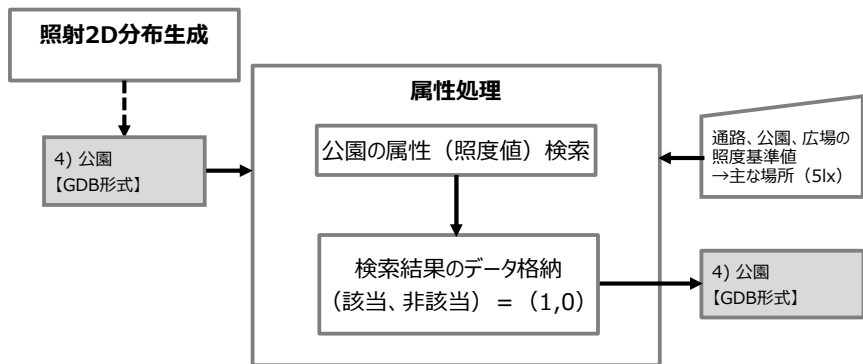 照射2D分布生成
4) 公園
【GDB形式】
属性処理
公園の属性（照度値）検索
検索結果のデータ格納
（該当、非該当）＝（1,0）
通路、公園、広場の
照度基準値
→主な場所（5lx）
4) 公園
【GDB形式】